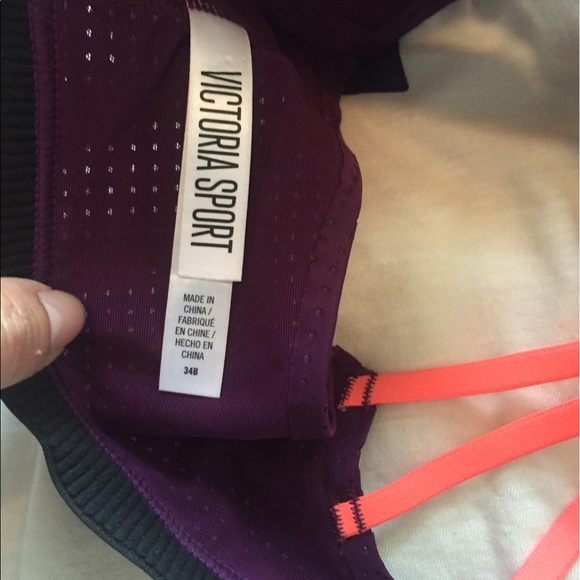 VICTORIA SPORT
MADE IN
CHINA /
FABRIQUÉ
EN CHINE /
HECHO EN
CHINA
34B